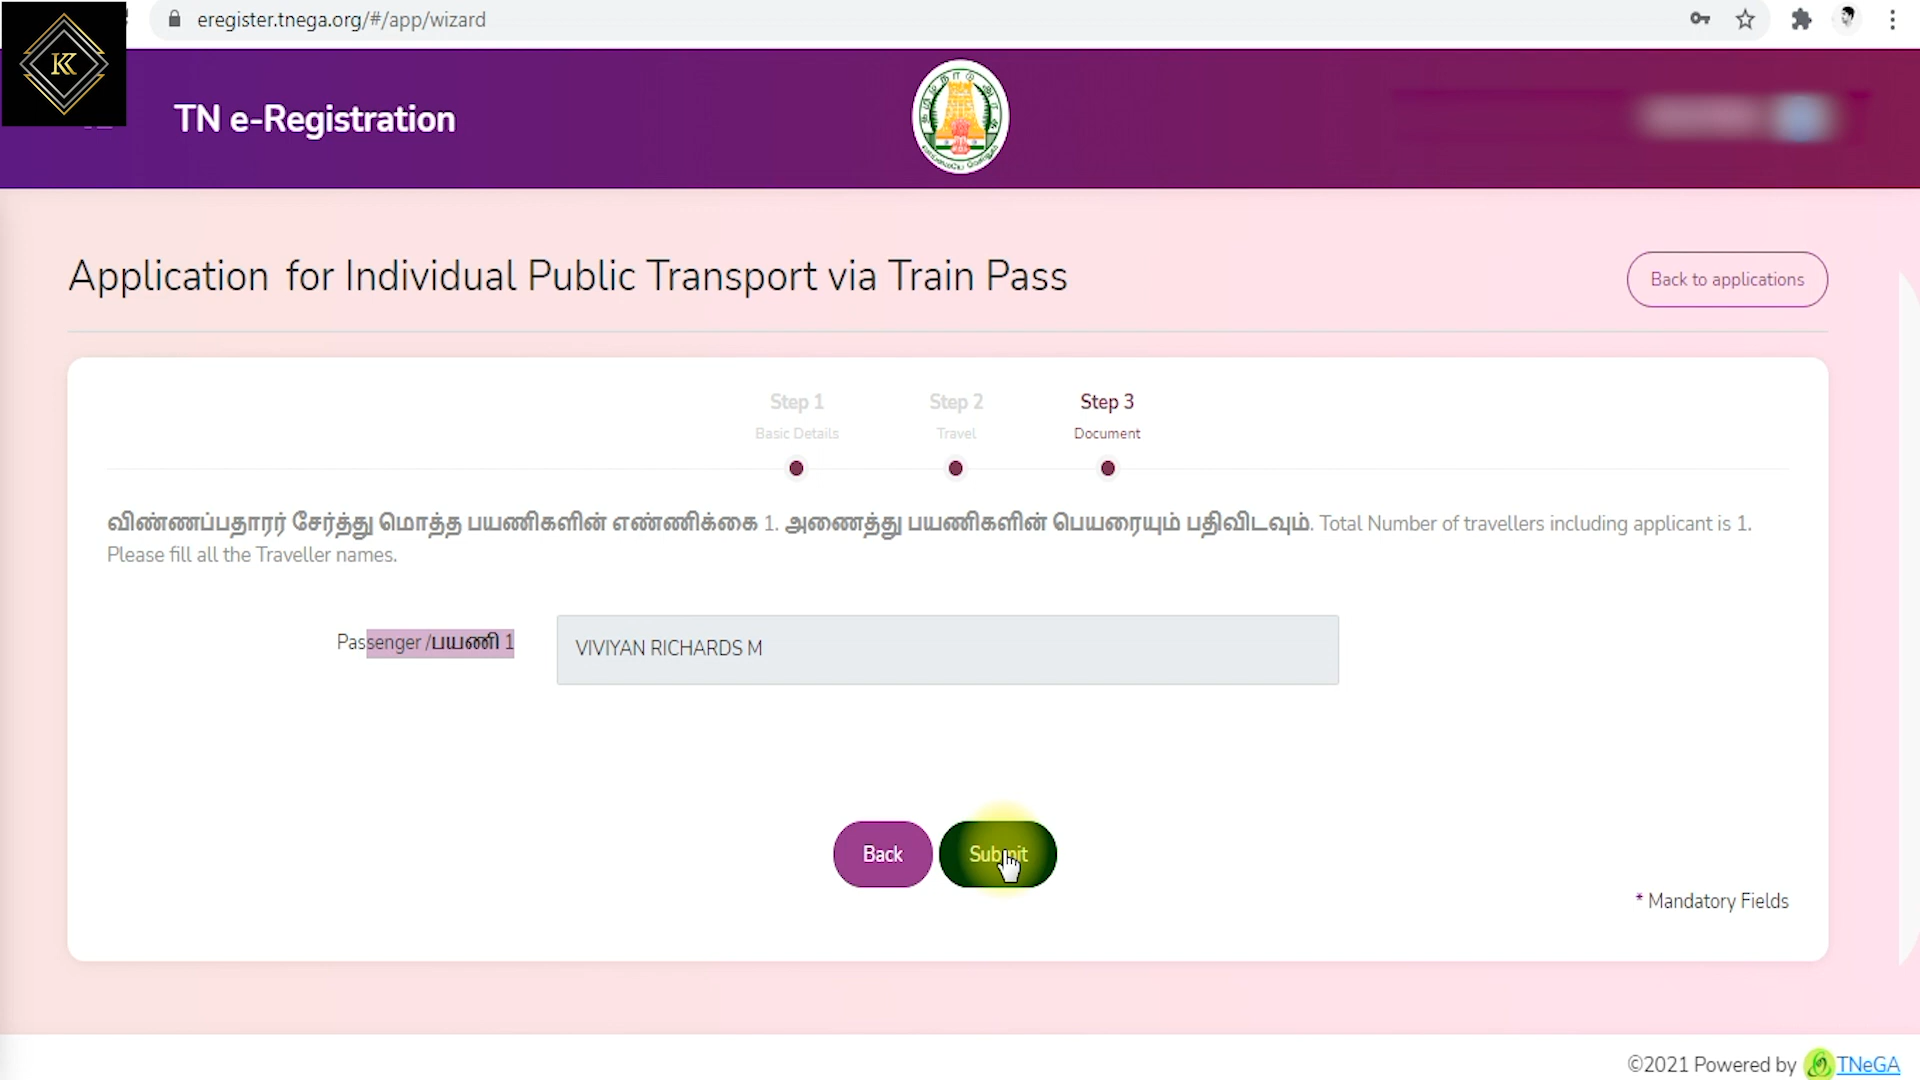 eregister.tnega.org/#/app/wizard
K
TN e-Registration
Application for Individual Public Transport via Train Pass
Back to applications
Step 1
Step 2
Step 3
Basic Details
Travel
Document
விண்ணப்பதாரர் சேர்த்து மொத்த பயணிகளின் எண்ணிக்கை 1. அணைத்து பயணிகளின் பெயரையும் பதிவிடவும். Total Number of travellers including applicant is 1.
Please fill all the Traveller names.
Passenger /பயணி 1
VIVIYAN RICHARDS M
Back
Submit
* Mandatory Fields
©2021 Powered by TNeGA